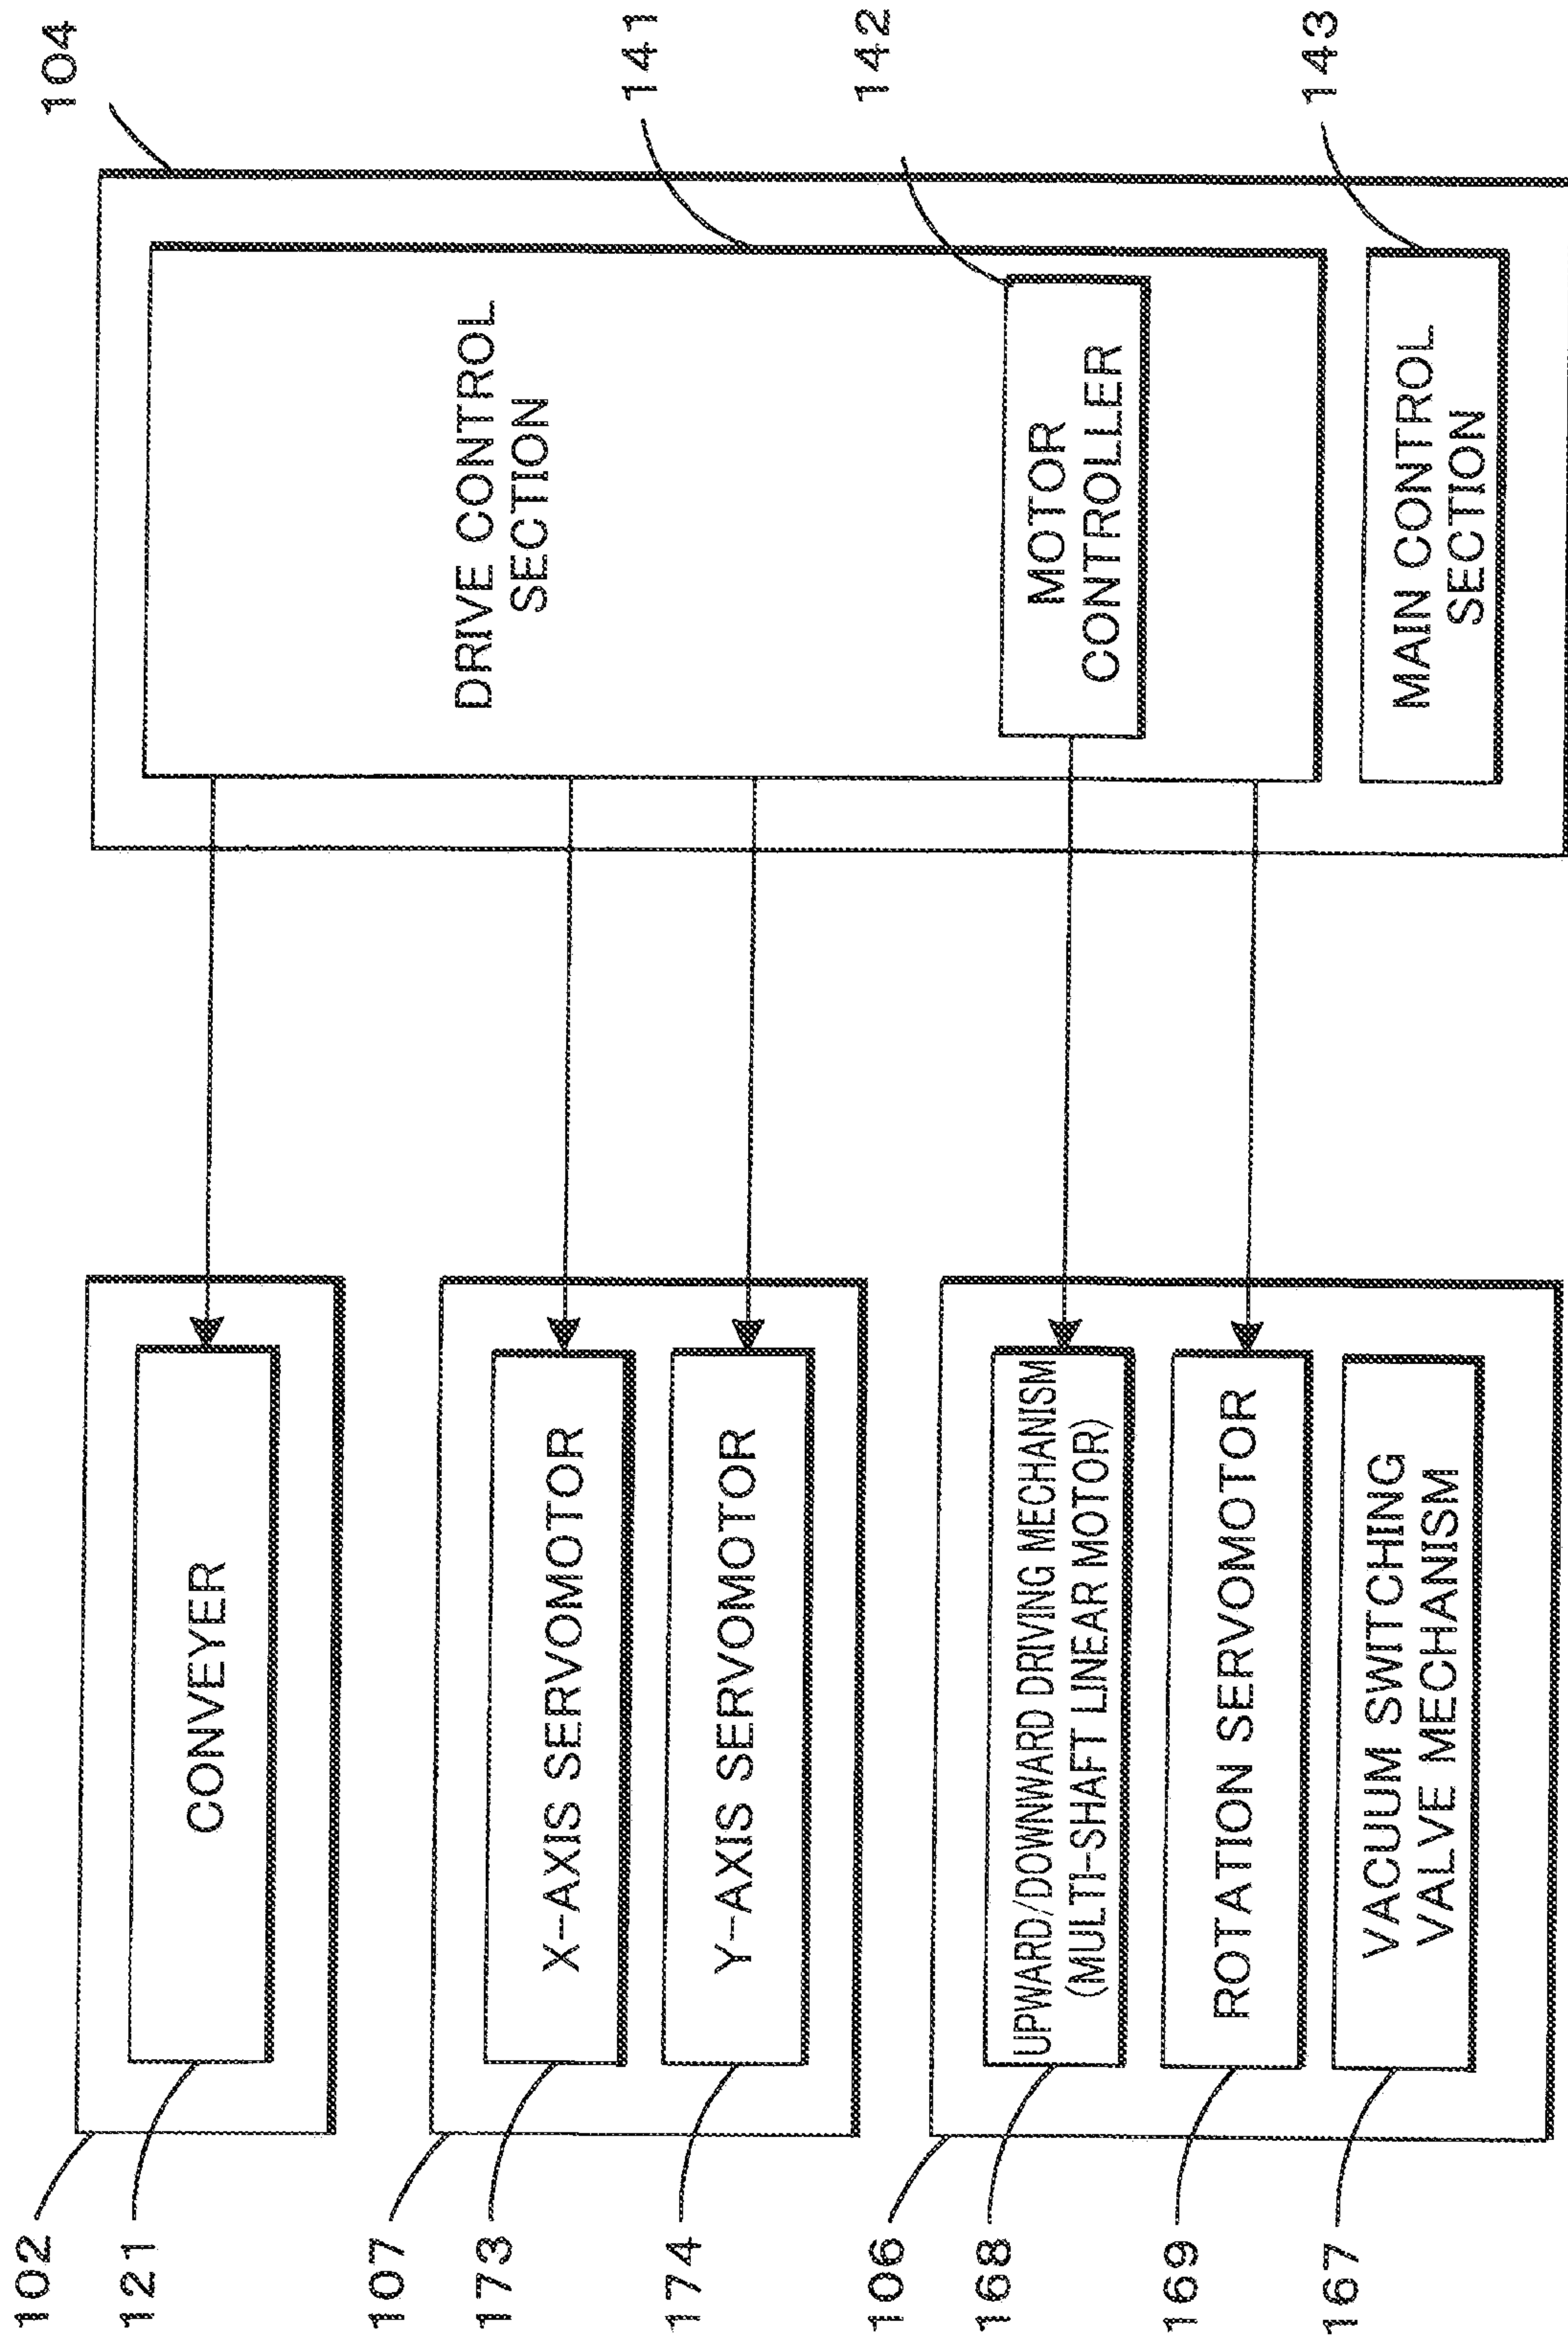 102
121
CONVEYER
107
173
X-AXIS SERVOMOTOR
174
Y-AXIS SERVOMOTOR
106
168
UPWARD/DOWNWARD DRIVING MECHANISM
(MULTI-SHAFT LINEAR MOTOR)
169
ROTATION SERVOMOTOR
167
VACUUM SWITCHING
VALVE MECHANISM
104
141
DRIVE CONTROL
SECTION
142
MOTOR
CONTROLLER
143
MAIN CONTROL
SECTION